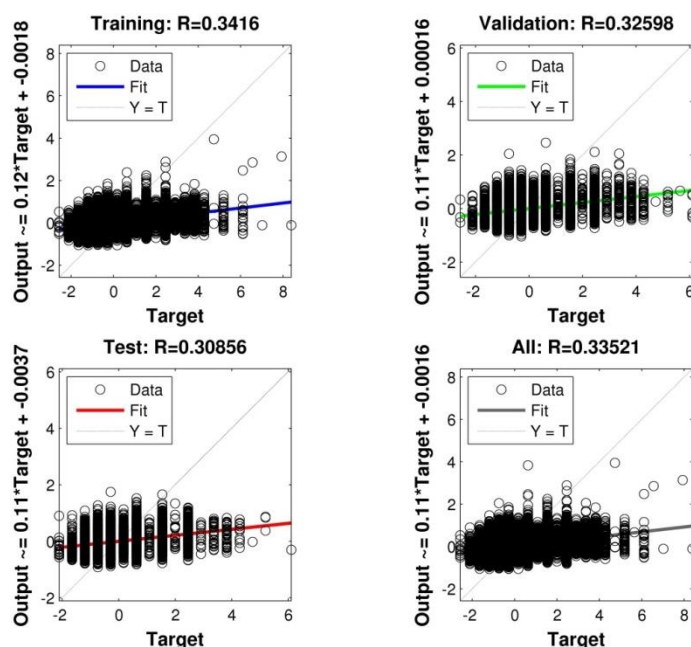 Training: R=0.3416
Output ~= 0.12*Target + -0.0018
8
6
4
2
0
-2
Data
Fit
Y = T
-2 0 2 4 6 8
Target
Validation: R=0.32598
Output ~= 0.11*Target + 0.00016
6
4
2
0
-2
Data
Fit
Y = T
-2 0 2 4 6
Target
Test: R=0.30856
Output ~= 0.11*Target + -0.0037
6
4
2
0
-2
Data
Fit
Y = T
-2 0 2 4 6
Target
All: R=0.33521
Output ~= 0.11*Target + -0.0016
8
6
4
2
0
-2
Data
Fit
Y = T
-2 0 2 4 6 8
Target